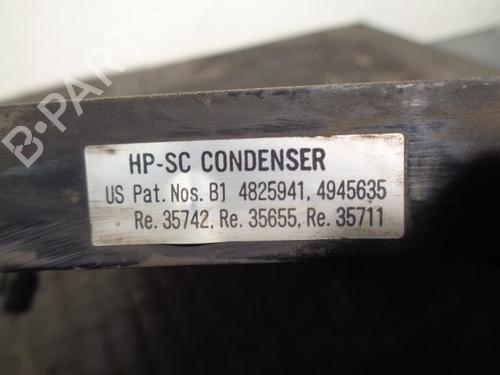 B-PARTS
HP-SC CONDENSER
US Pat. Nos. B1 4825941, 4945635
Re. 35742, Re. 35655, Re. 35711